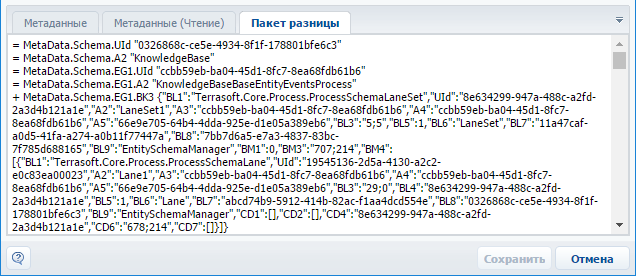 Метаданные
Метаданные (Чтение)
Пакет разницы
= MetaData.Schema.UId "0326868c-ce5e-4934-8f1f-178801bfe6c3"
= MetaData.Schema.A2 "KnowledgeBase"
= MetaData.Schema.EG1.UId "ccbb59eb-ba04-45d1-8fc7-8ea68fdb61b6"
= MetaData.Schema.EG1.A2 "KnowledgeBaseBaseEntityEventsProcess"
+ MetaData.Schema.EG1.BK3 {"BL1":"Terrasoft.Core.Process.ProcessSchemaLaneSet","UId":"8e634299-947a-488c-a2fd-
2a3d4b121a1e","A2":"LaneSet1","A3":"ccbb59eb-ba04-45d1-8fc7-8ea68fdb61b6","A4":"ccbb59eb-ba04-45d1-8fc7-
8ea68fdb61b6","A5":"66e9e705-64b4-4dda-925e-d1e05a389eb6","BL3":"5;5","BL5":1,"BL6":"LaneSet","BL7":"11a47caf-
a0d5-41fa-a274-a0b11f77447a","BL8":"7bb7d6a5-e7a3-4837-83bc-
7f785d688165","BL9":"EntitySchemaManager","BM1":0,"BM3":"707;214","BM4":
[{"BL1":"Terrasoft.Core.Process.ProcessSchemaLane","UId":"19545136-2d5a-4130-a2c2-
e0c83ea00023","A2":"Lane1","A3":"ccbb59eb-ba04-45d1-8fc7-8ea68fdb61b6","A4":"ccbb59eb-ba04-45d1-8fc7-
8ea68fdb61b6","A5":"66e9e705-64b4-4dda-925e-d1e05a389eb6","BL3":"29;0","BL4":"8e634299-947a-488c-a2fd-
2a3d4b121a1e","BL5":1,"BL6":"Lane","BL7":"abcd74b9-5912-414b-82ac-f1aa4dcd554e","BL8":"0326868c-ce5e-4934-8f1f-
178801bfe6c3","BL9":"EntitySchemaManager","CD1":[],"CD2":[],"CD4":"8e634299-947a-488c-a2fd-
2a3d4b121a1e","CD6":"678;214","CD7":[]}]}
?
Сохранить
Отмена